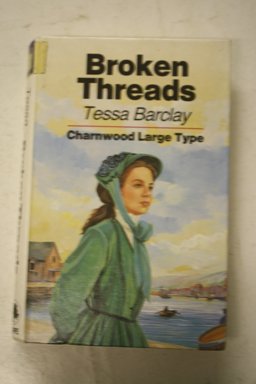 Broken
Threads
Tessa Barclay
Charnwood Large Type